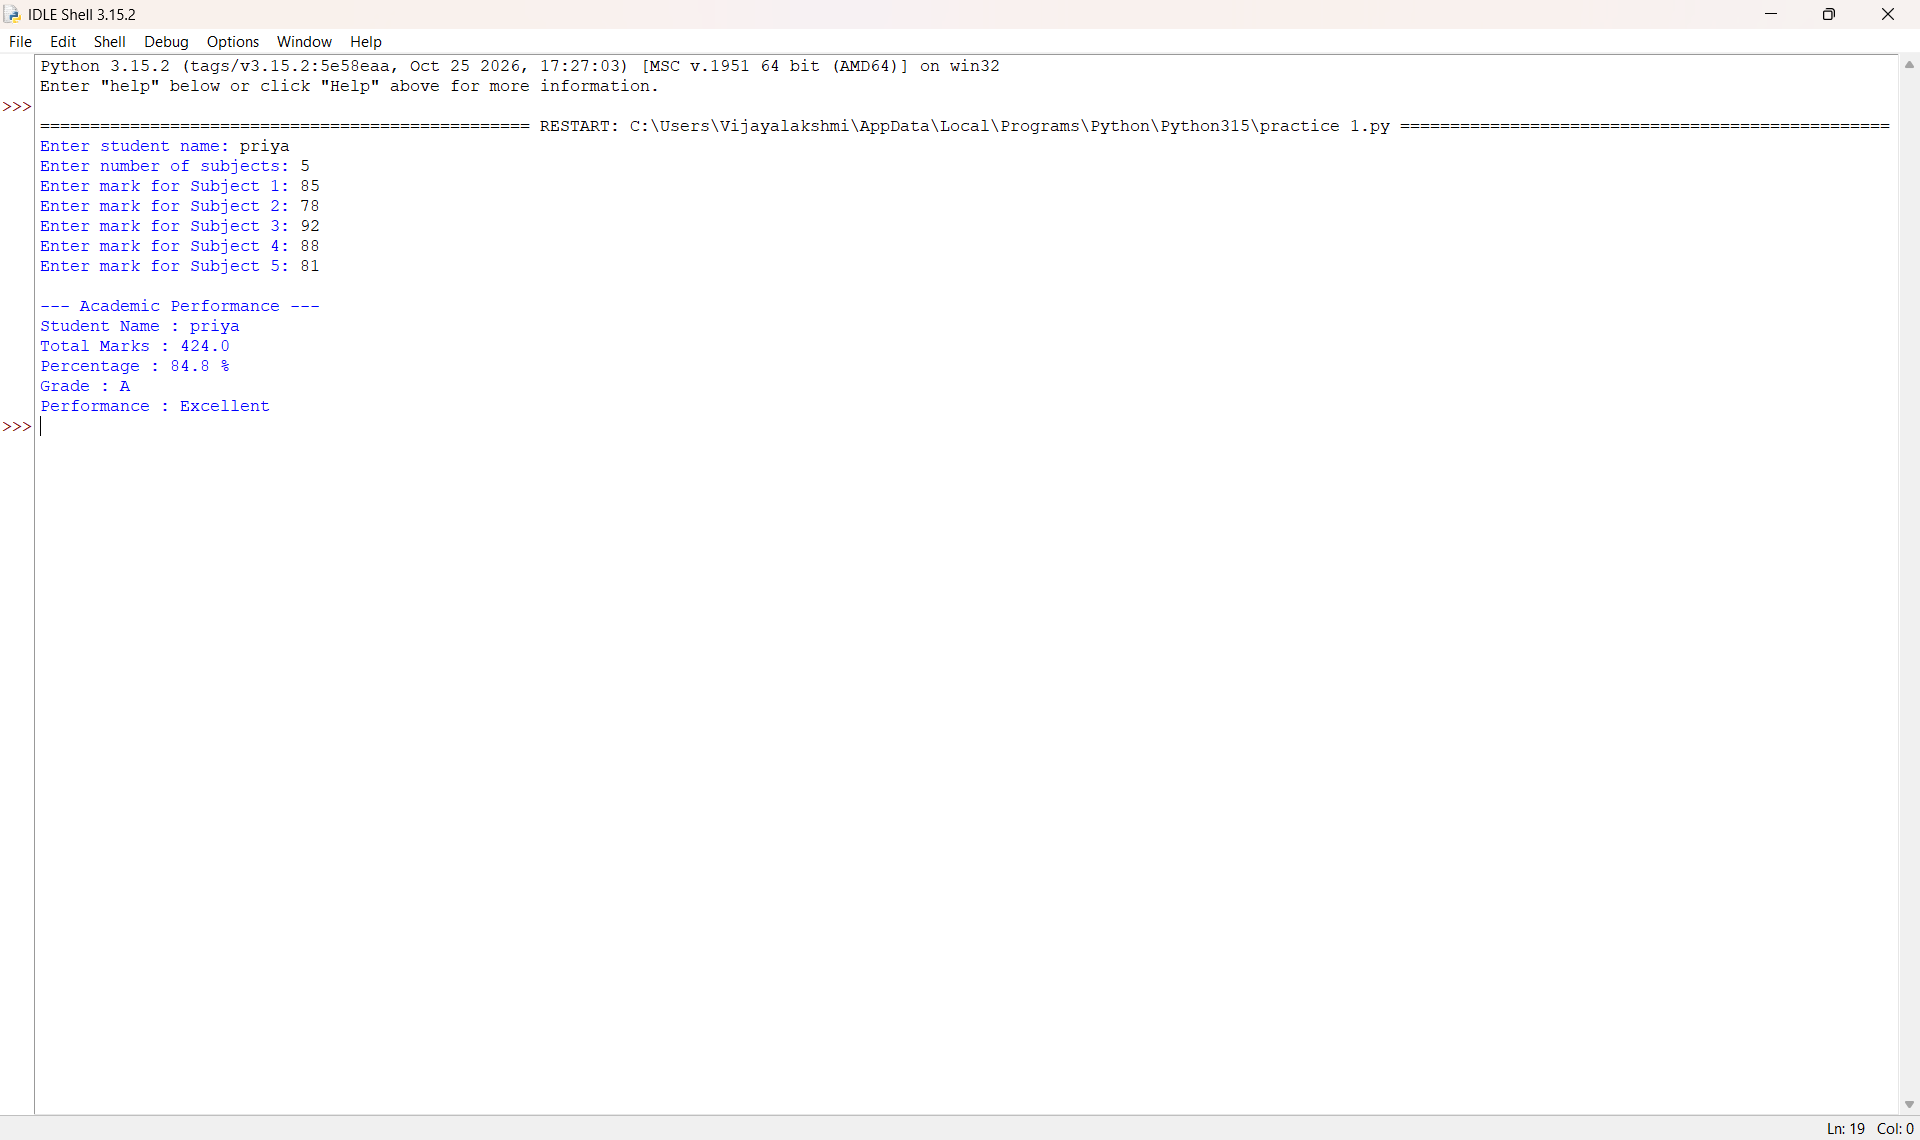 IDLE Shell 3.15.2
File Edit Shell Debug Options Window Help
Python 3.15.2 (tags/v3.15.2:5e58eaa, Oct 25 2026, 17:27:03) [MSC v.1951 64 bit (AMD64)] on win32
Enter "help" below or click "Help" above for more information.
>>>
================================================= RESTART: C:\Users\Vijayalakshmi\AppData\Local\Programs\Python\Python315\practice 1.py =================================================
Enter student name: priya
Enter number of subjects: 5
Enter mark for Subject 1: 85
Enter mark for Subject 2: 78
Enter mark for Subject 3: 92
Enter mark for Subject 4: 88
Enter mark for Subject 5: 81
--- Academic Performance ---
Student Name : priya
Total Marks : 424.0
Percentage : 84.8 %
Grade : A
Performance : Excellent
>>>
Ln: 19 Col: 0